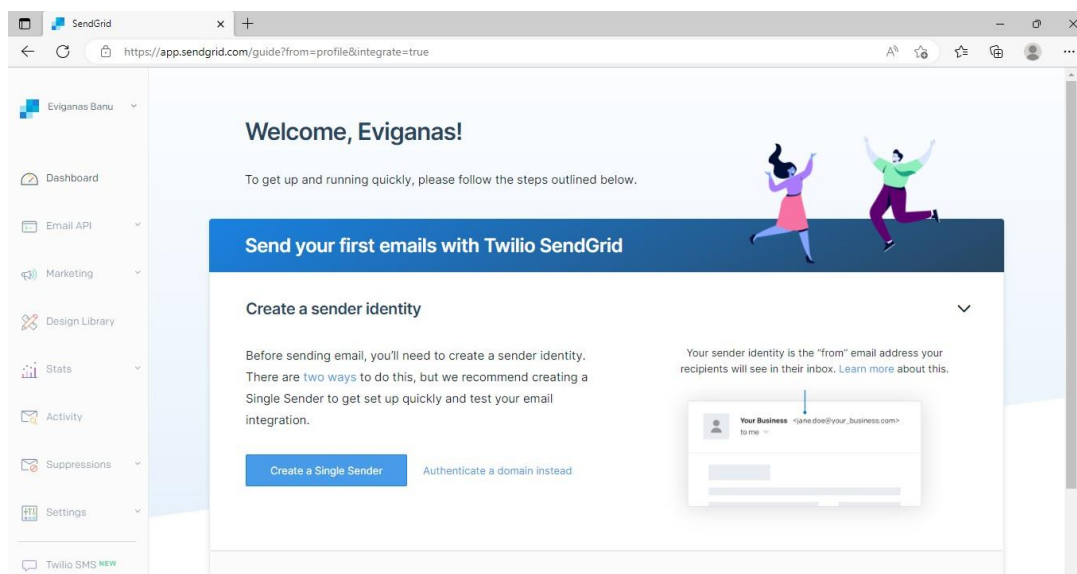 SendGrid
https://app.sendgrid.com/guide?from=profile&integrate=true
Eviganas Banu
Dashboard
Email API
Marketing
Design Library
Stats
Activity
Suppressions
Settings
Twilio SMS NEW
Welcome, Eviganas!
To get up and running quickly, please follow the steps outlined below.
Send your first emails with Twilio SendGrid
Create a sender identity
Before sending email, you'll need to create a sender identity.
There are two ways to do this, but we recommend creating a
Single Sender to get set up quickly and test your email
integration.
Create a Single Sender
Authenticate a domain instead
Your sender identity is the "from" email address your
recipients will see in their inbox. Learn more about this.
Your Business <jane.doe@your_business.com>
to me